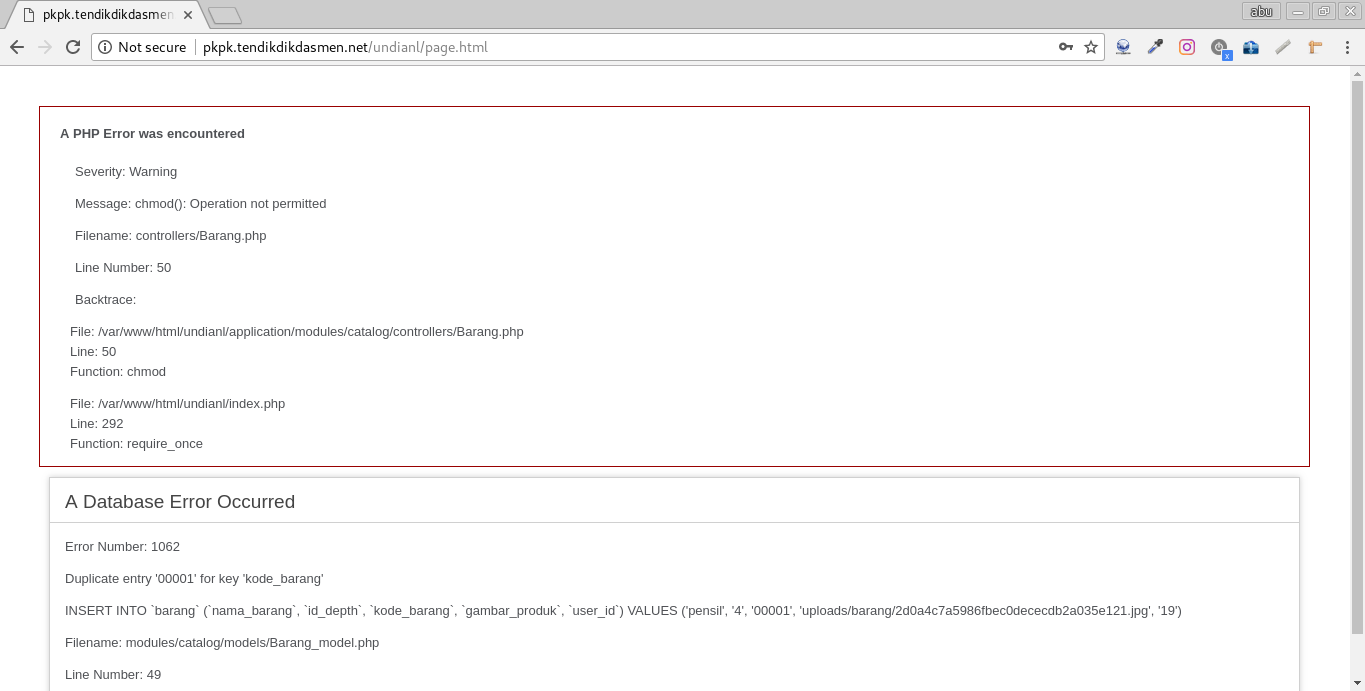 pkpk.tendikdikdasmen
abu
Not secure
pkpk.tendikdikdasmen.net/undianl/page.html
x
A PHP Error was encountered
Severity: Warning
Message: chmod(): Operation not permitted
Filename: controllers/Barang.php
Line Number: 50
Backtrace:
File: /var/www/html/undianl/application/modules/catalog/controllers/Barang.php
Line: 50
Function: chmod
File: /var/www/html/undianl/index.php
Line: 292
Function: require_once
A Database Error Occurred
Error Number: 1062
Duplicate entry '00001' for key 'kode_barang'
INSERT INTO `barang` (`nama_barang`, `id_depth`, `kode_barang`, `gambar_produk`, `user_id`) VALUES ('pensil', '4', '00001', 'uploads/barang/2d0a4c7a5986fbec0dececdb2a035e121.jpg', '19')
Filename: modules/catalog/models/Barang_model.php
Line Number: 49